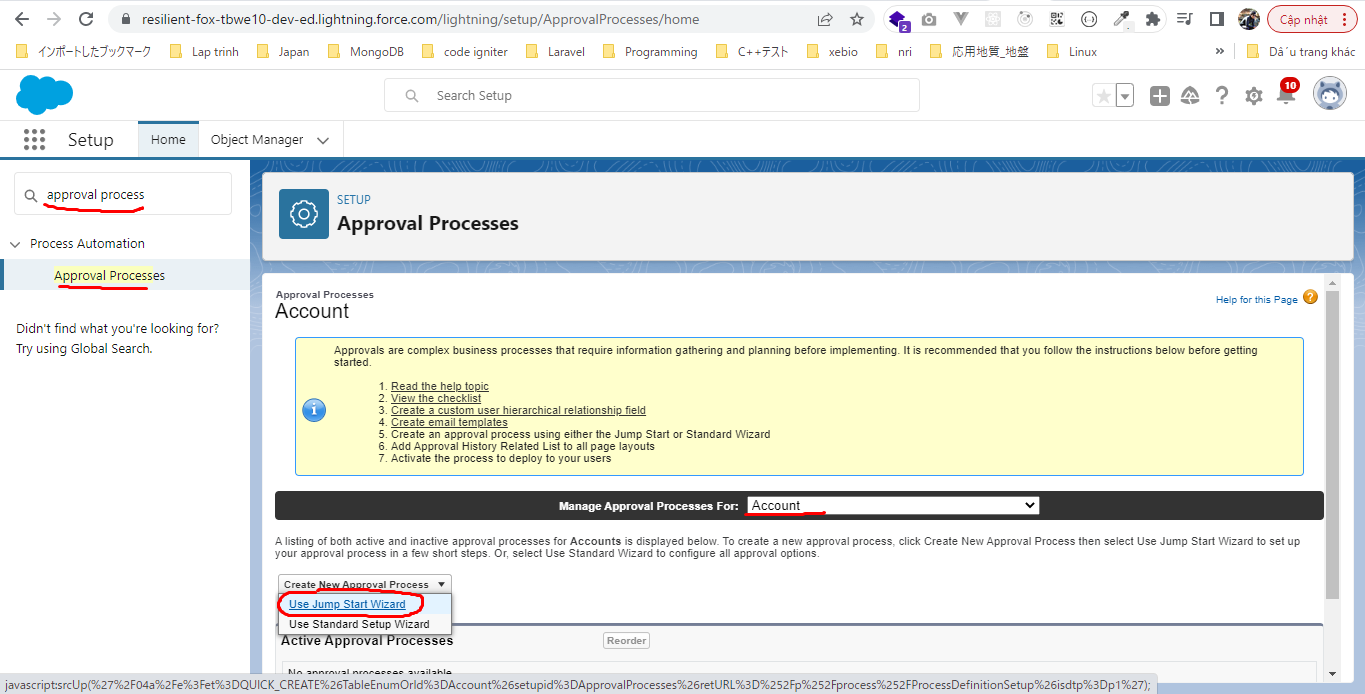 resilient-fox-tbwe10-dev-ed.lightning.force.com/lightning/setup/ApprovalProcesses/home
2
Cập nhật
インポートしたブックマーク
Lap trinh
Japan
MongoDB
code igniter
Laravel
Programming
C++テスト
xebio
nri
応用地質_地盤
Linux
»
Dấu trang khác
Search Setup
10
Setup
Home
Object Manager
approval process
Process Automation
Approval Processes
Didn't find what you're looking for?
Try using Global Search.
SETUP
Approval Processes
Approval Processes
Account
Help for this Page
Approvals are complex business processes that require information gathering and planning before implementing. It is recommended that you follow the instructions below before getting
started.
1. Read the help topic
2. View the checklist
3. Create a custom user hierarchical relationship field
4. Create email templates
5. Create an approval process using either the Jump Start or Standard Wizard
6. Add Approval History Related List to all page layouts
7. Activate the process to deploy to your users
Manage Approval Processes For:
Account
A listing of both active and inactive approval processes for Accounts is displayed below. To create a new approval process, click Create New Approval Process then select Use Jump Start Wizard to set up
your approval process in a few short steps. Or, select Use Standard Wizard to configure all approval options.
Create New Approval Process
Use Jump Start Wizard
Use Standard Setup Wizard
Active Approval Processes
Reorder
No approval processes available
javascript:srcUp(%27%2F04a%2Fe%3Fet%3DQUICK_CREATE%26TableEnumOrId%3DAccount%26setupid%3DApprovalProcesses%26retURL%3D%252Fp%252Fprocess%252FProcessDefinitionSetup%26isdtp%3Dp1%27);